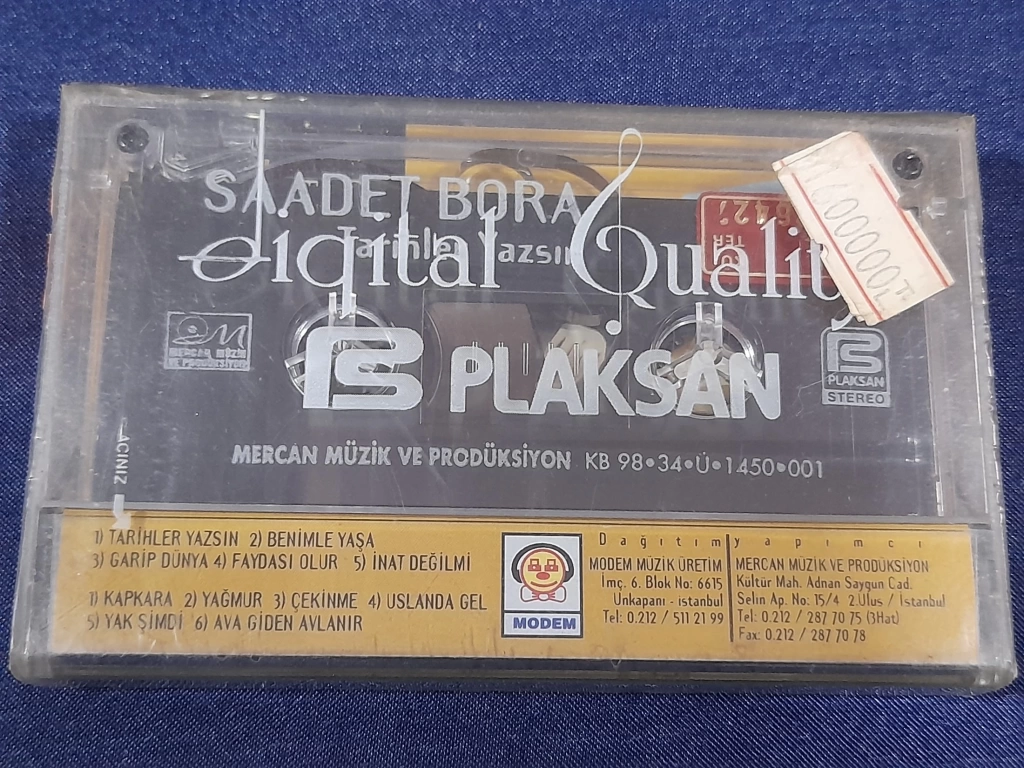 SAADET BORA
Tarihler Yazsın
Digital Quality
1000000 TL
642
MERCAN MÜZİK
VE PRODÜKSİYON
PS PLAKSAN
PLAKSAN
STEREO
MERCAN MÜZİK VE PRODÜKSİYON KB 98•34•Ü•1450•001
AÇINIZ
1) TARİHLER YAZSIN 2) BENİMLE YAŞA
3) GARİP DÜNYA 4) FAYDASI OLUR 5) İNAT DEĞİLMİ
1) KAPKARA 2) YAĞMUR 3) ÇEKİNME 4) USLANDA GEL
5) YAK ŞİMDİ 6) AVA GİDEN AVLANIR
MODEM
Dağıtım
MODEM MÜZİK ÜRETİM
İmç. 6. Blok No: 6615
Unkapanı - istanbul
Tel: 0.212 / 511 21 99
yapımcı
MERCAN MÜZİK VE PRODÜKSİYON
Kültür Mah. Adnan Saygun Cad.
Selin Ap. No: 15/4 2.Ulus / İstanbul
Tel: 0.212 / 287 70 75 (3Hat)
Fax: 0.212 / 287 70 78